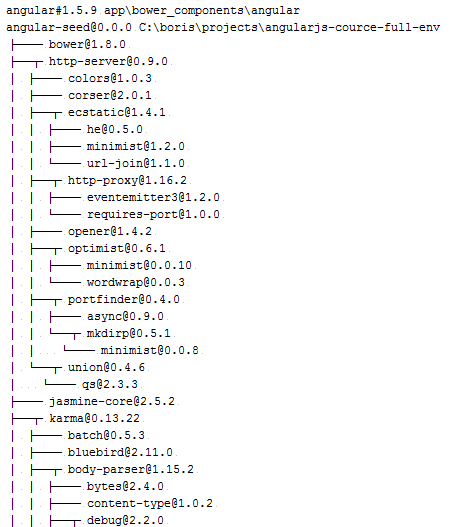 angular#1.5.9 app\bower_components\angular
angular-seed@0.0.0 C:\boris\projects\angularjs-cource-full-env
├── bower@1.8.0
├─┬ http-server@0.9.0
│ ├── colors@1.0.3
│ ├── corser@2.0.1
│ ├─┬ ecstatic@1.4.1
│ │ ├── he@0.5.0
│ │ ├── minimist@1.2.0
│ │ └── url-join@1.1.0
│ ├─┬ http-proxy@1.16.2
│ │ ├── eventemitter3@1.2.0
│ │ └── requires-port@1.0.0
│ ├── opener@1.4.2
│ ├─┬ optimist@0.6.1
│ │ ├── minimist@0.0.10
│ │ └── wordwrap@0.0.3
│ ├─┬ portfinder@0.4.0
│ │ ├── async@0.9.0
│ │ └─┬ mkdirp@0.5.1
│ │   └── minimist@0.0.8
│ └─┬ union@0.4.6
│   └── qs@2.3.3
├── jasmine-core@2.5.2
├─┬ karma@0.13.22
│ ├── batch@0.5.3
│ ├── bluebird@2.11.0
│ ├─┬ body-parser@1.15.2
│ │ ├── bytes@2.4.0
│ │ ├── content-type@1.0.2
│ │ ├─┬ debug@2.2.0